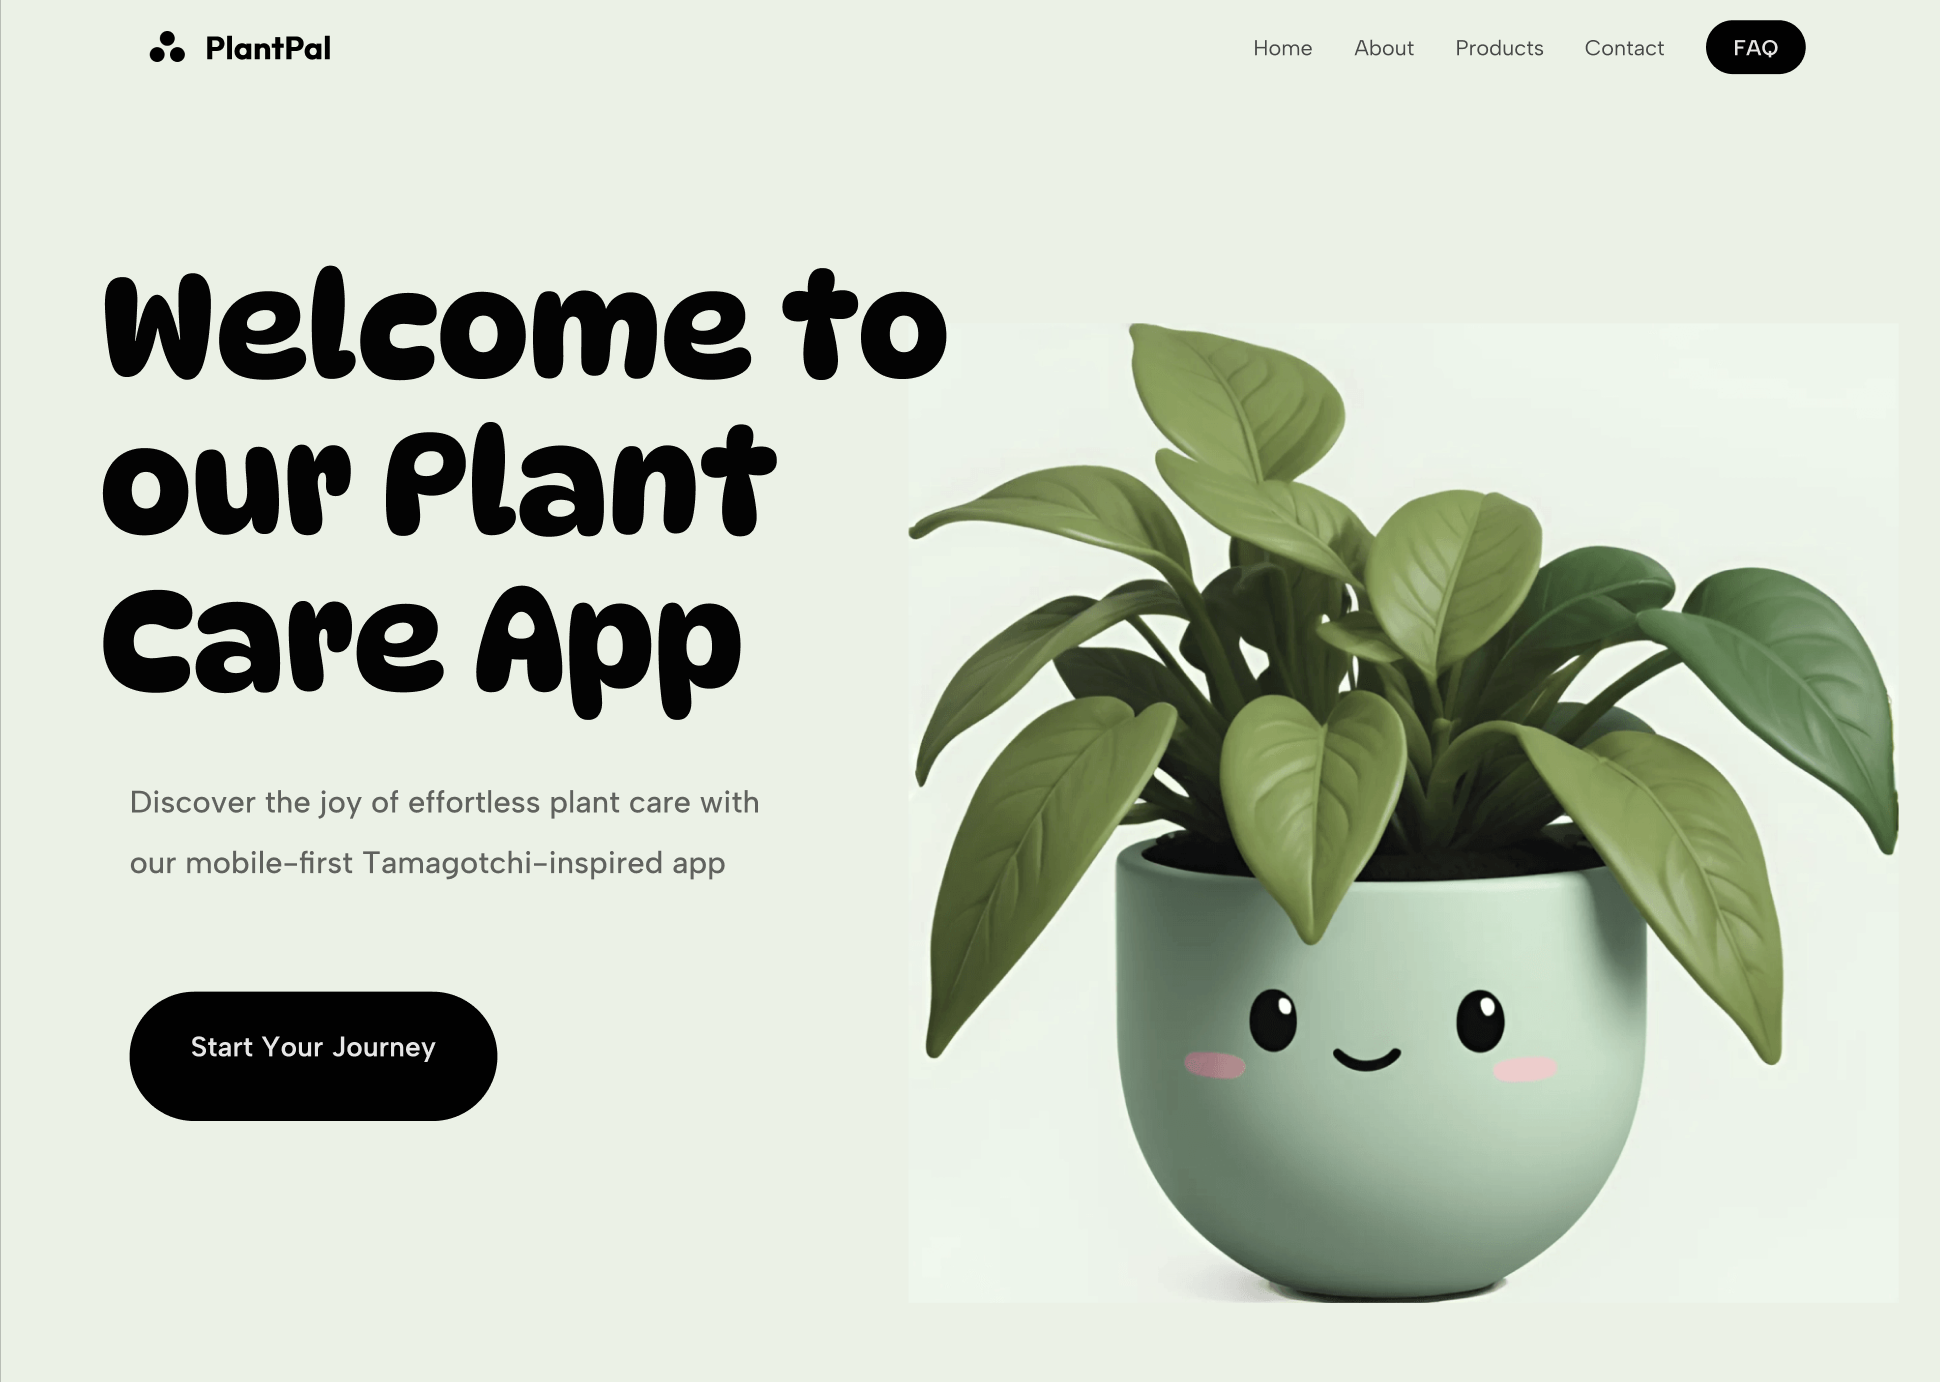 PlantPal
Home About Products Contact FAQ
Welcome to
our Plant
Care App
Discover the joy of effortless plant care with
our mobile-first Tamagotchi-inspired app
Start Your Journey